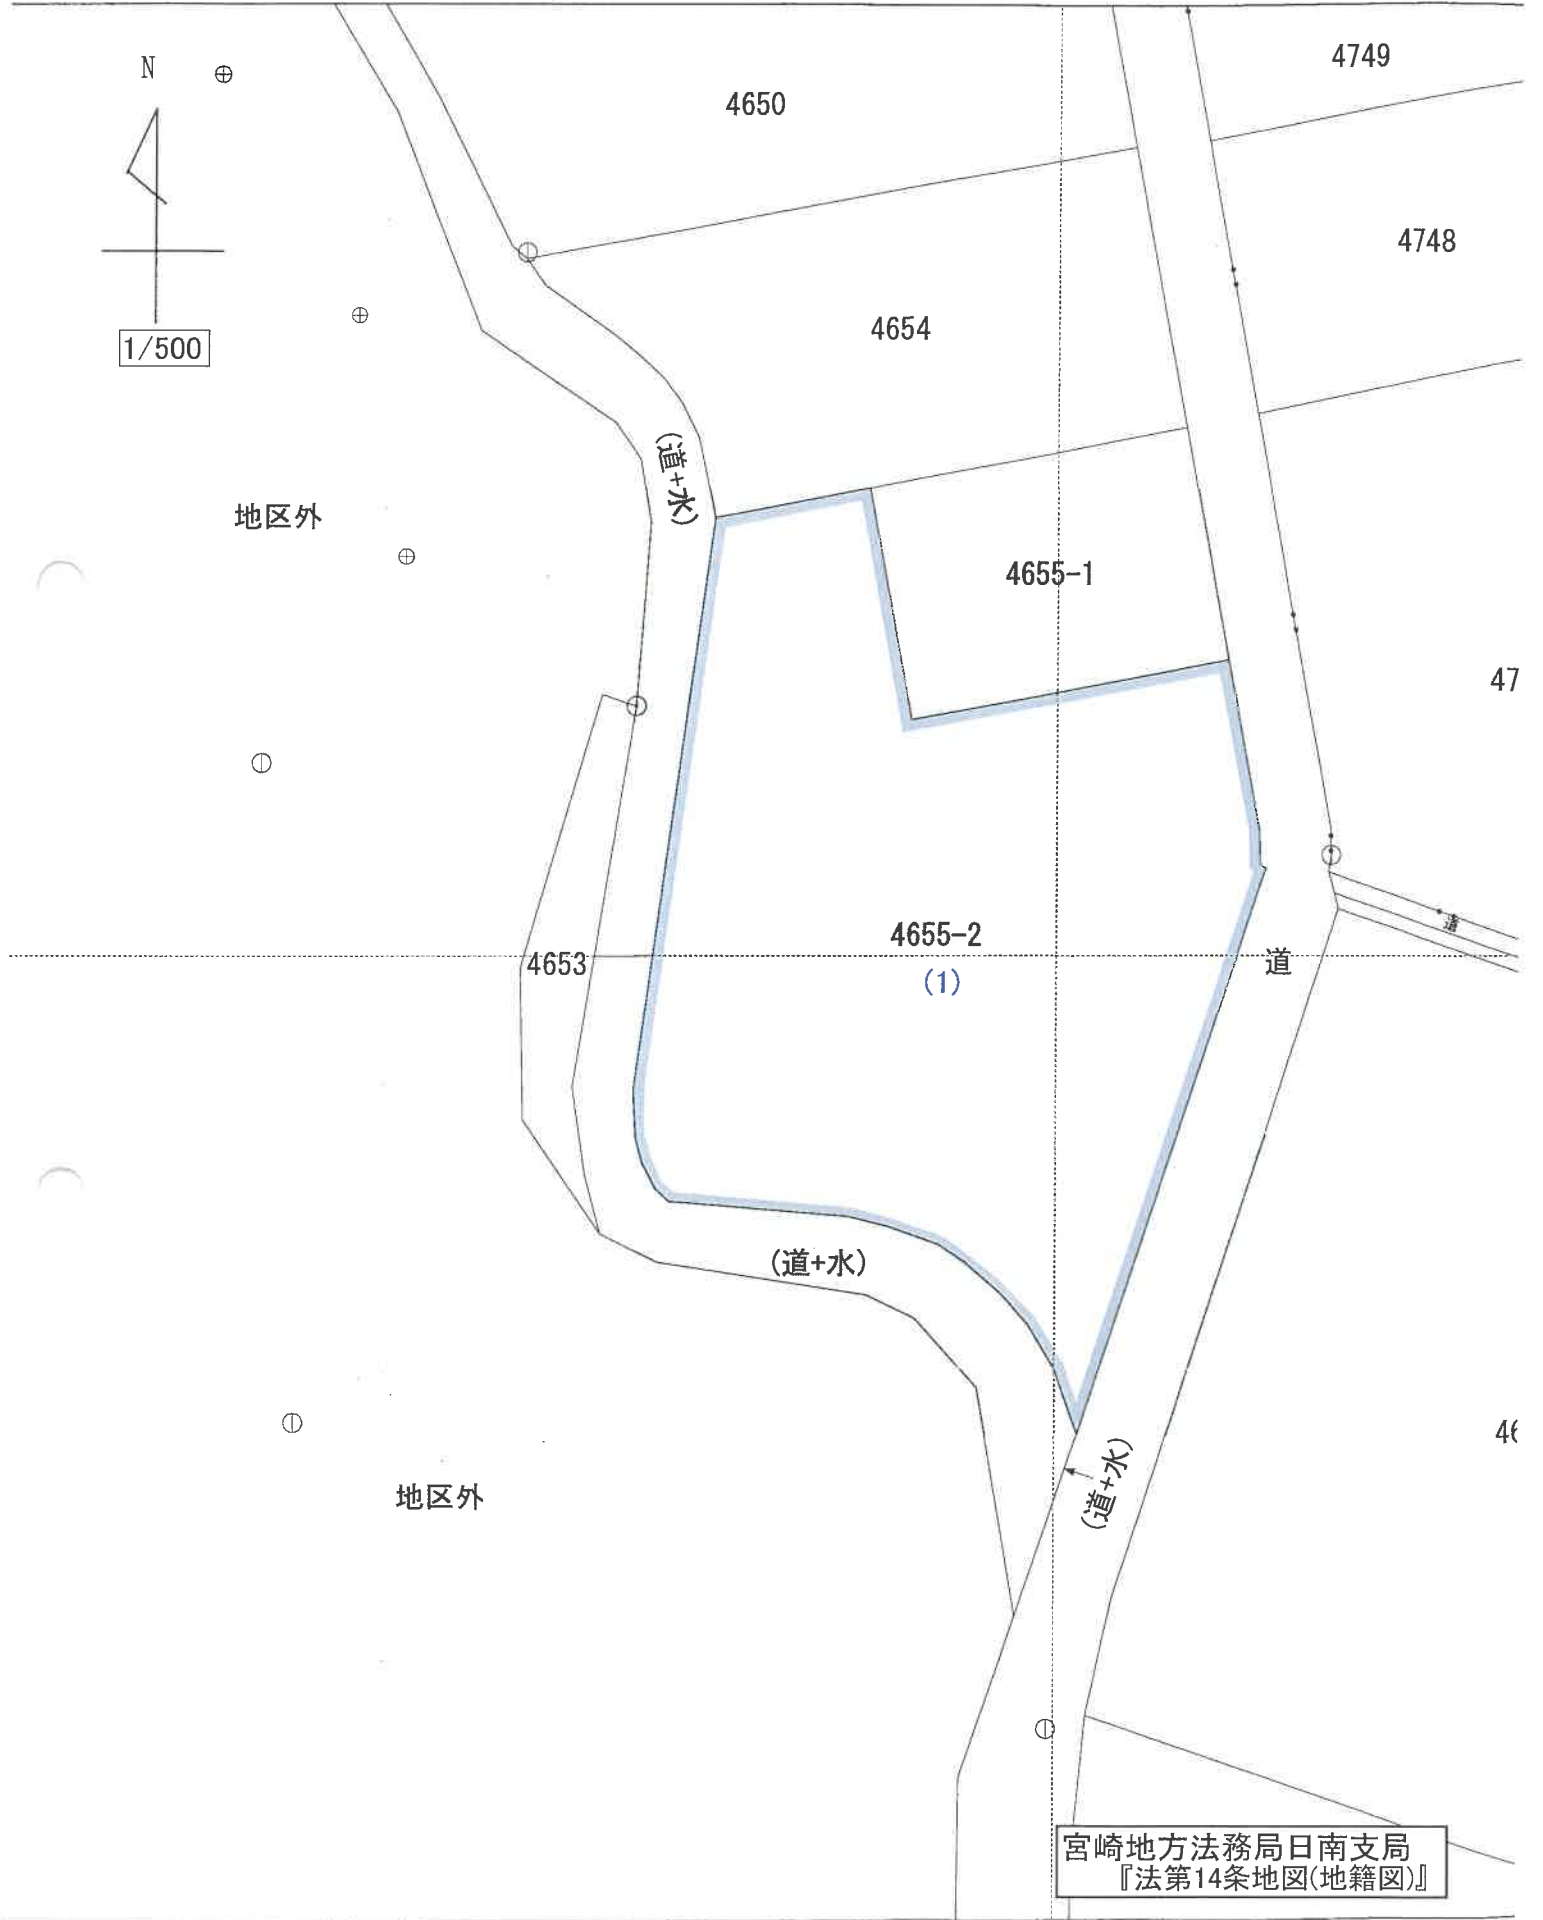 N
4749
4650
4748
4654
1/500
(道+水)
地区外
4655-1
47
道
4655-2
4653
道
(1)
(道+水)
46
(道+水)
地区外
宮崎地方法務局日南支局
『法第14条地図(地籍図)』